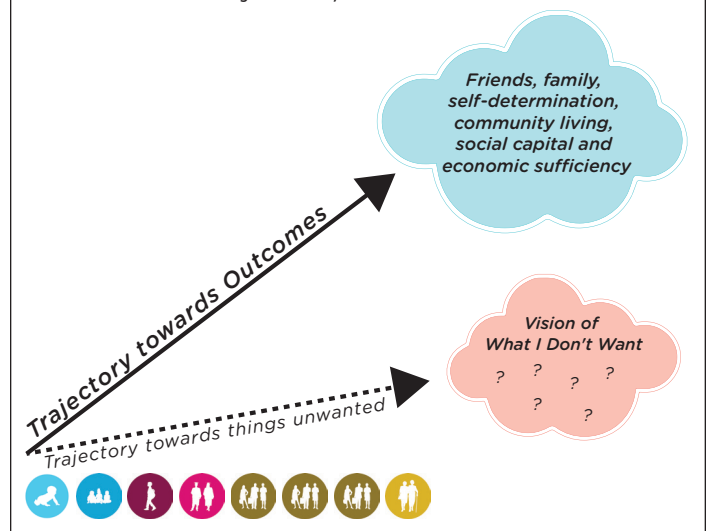 Friends, family,
self-determination,
community living,
social capital and
economic sufficiency
Trajectory towards Outcomes
Vision of
What I Don't Want
? ? ? ?
? ?
Trajectory towards things unwanted